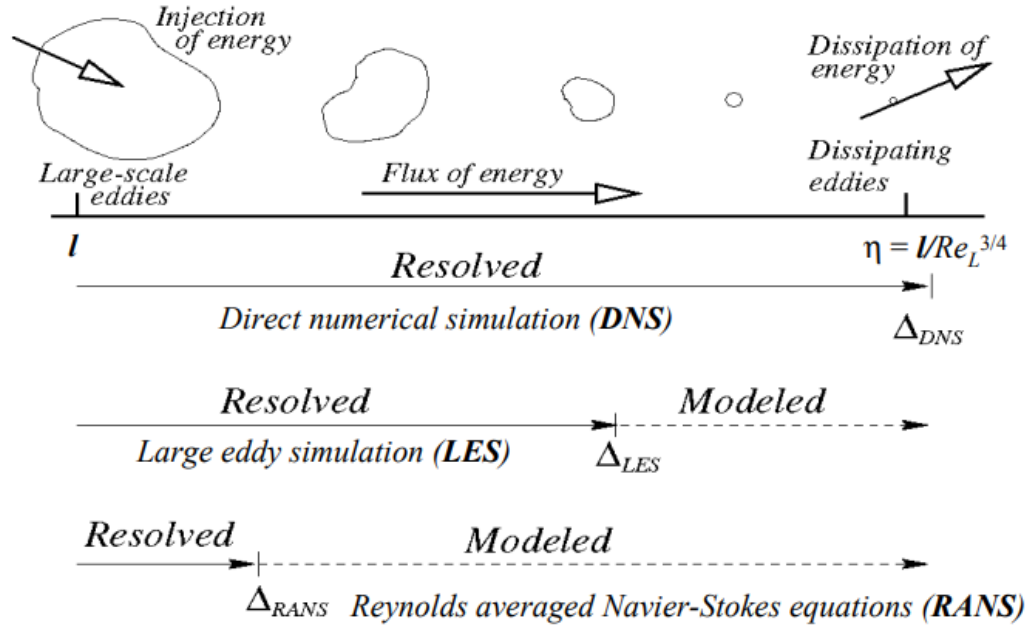 Injection
of energy
Dissipation of
energy
Large-scale
eddies
Flux of energy
Dissipating
eddies
l
η = l/Re_L^3/4
Resolved
Direct numerical simulation (DNS)
Δ_DNS
Resolved
Modeled
Large eddy simulation (LES)
Δ_LES
Resolved
Modeled
Δ_RANS
Reynolds averaged Navier-Stokes equations (RANS)